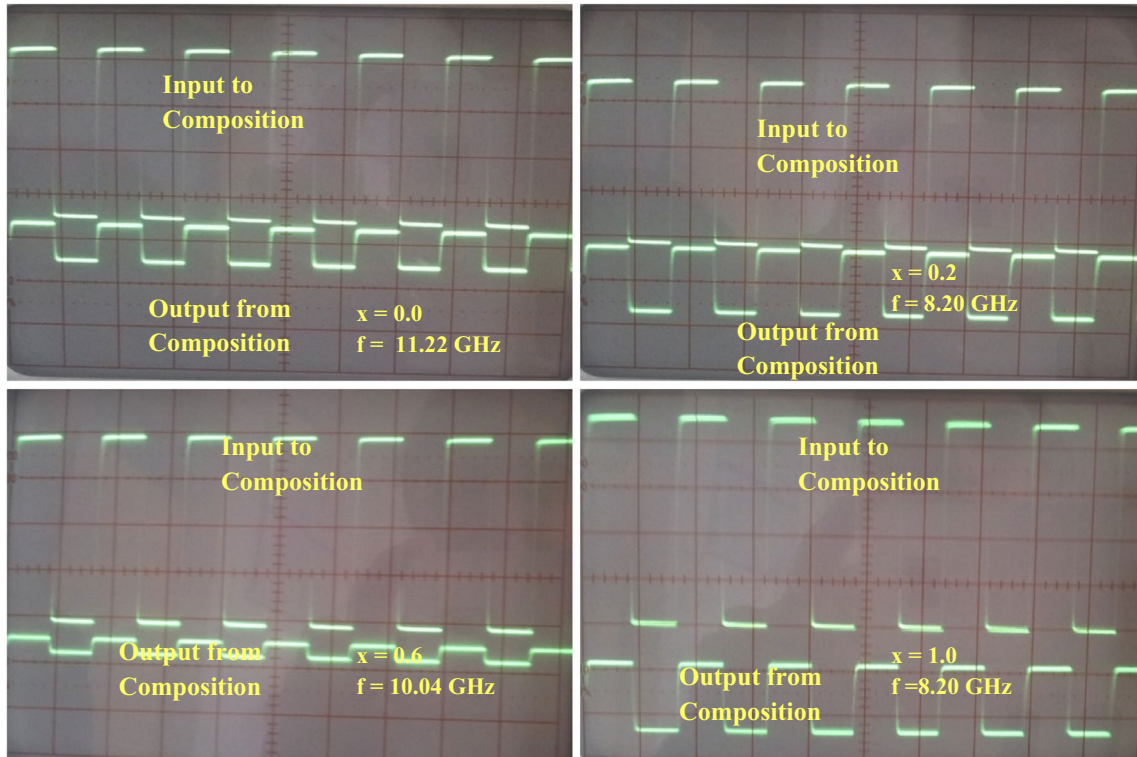 Input to
Composition
Output from
Composition
x = 0.0
f = 11.22 GHz
Input to
Composition
x = 0.2
f = 8.20 GHz
Output from
Composition
Input to
Composition
Output from
Composition
x = 0.6
f = 10.04 GHz
Input to
Composition
Output from
Composition
x = 1.0
f =8.20 GHz